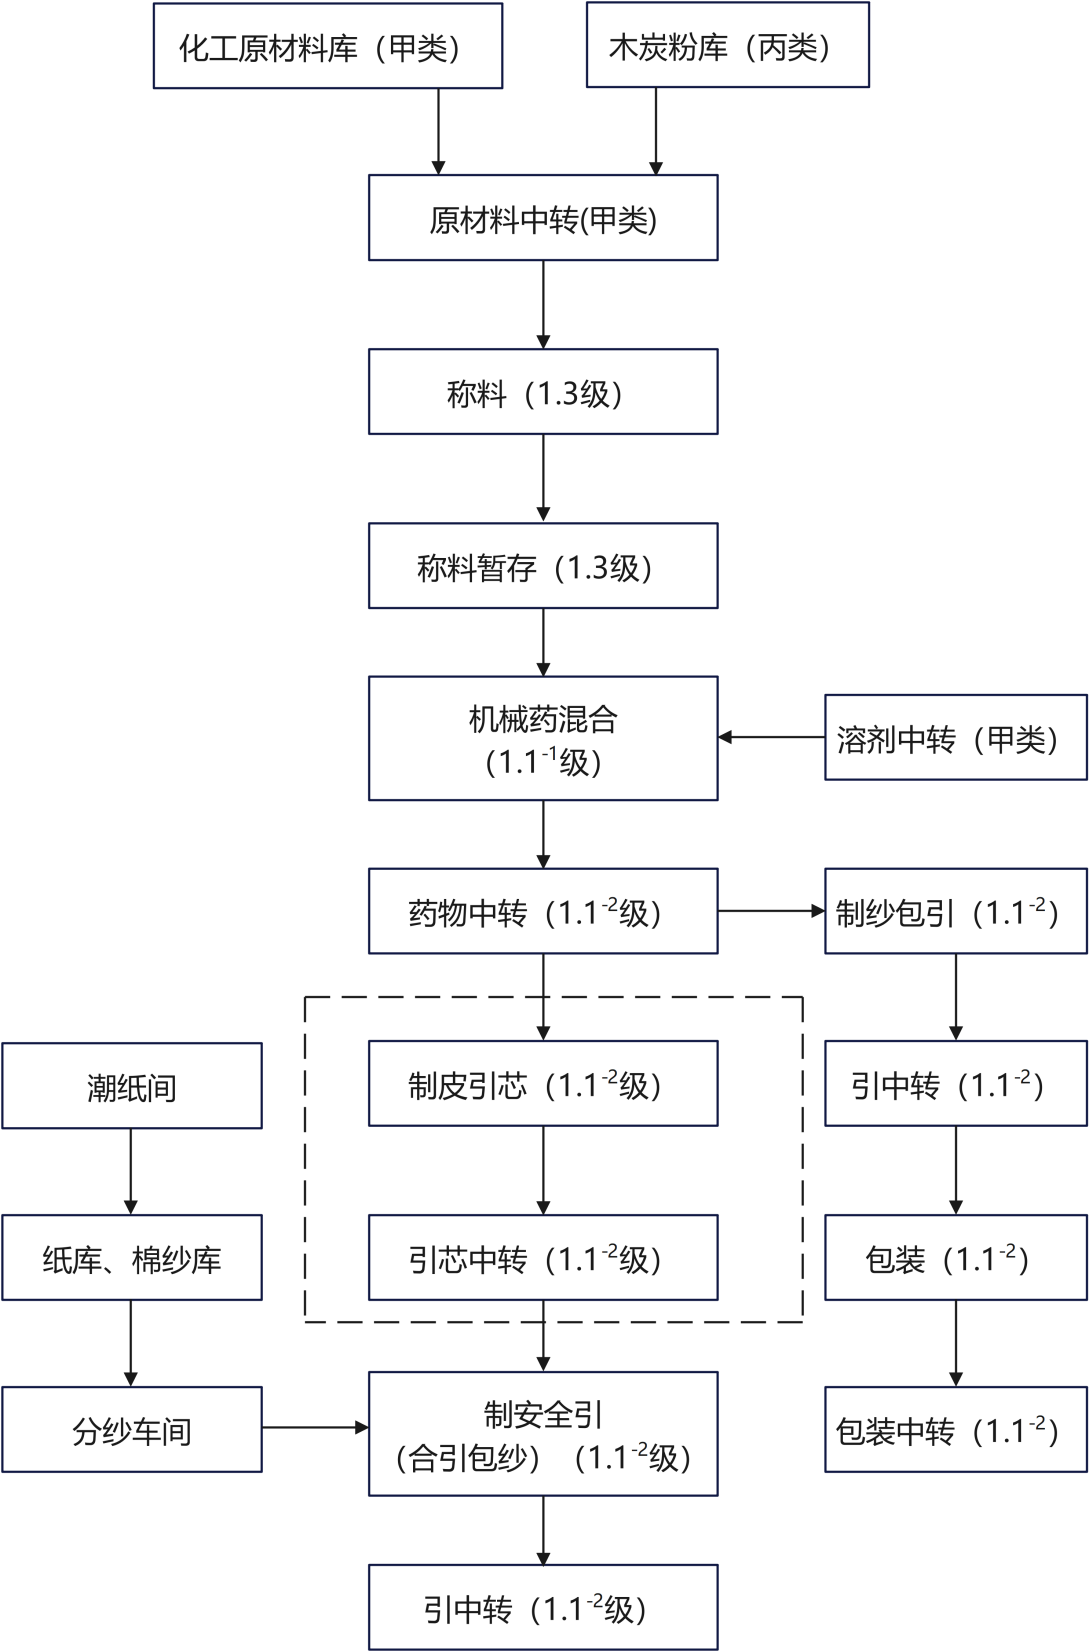 化工原材料库（甲类）
木炭粉库（丙类）
原材料中转(甲类)
称料（1.3级）
称料暂存（1.3级）
机械药混合
（1.1⁻¹级）
溶剂中转（甲类）
药物中转（1.1⁻²级）
制纱包引（1.1⁻²）
制皮引芯（1.1⁻²级）
引中转（1.1⁻²）
潮纸间
纸库、棉纱库
引芯中转（1.1⁻²级）
包装（1.1⁻²）
分纱车间
制安全引
（合引包纱）（1.1⁻²级）
包装中转（1.1⁻²）
引中转（1.1⁻²级）